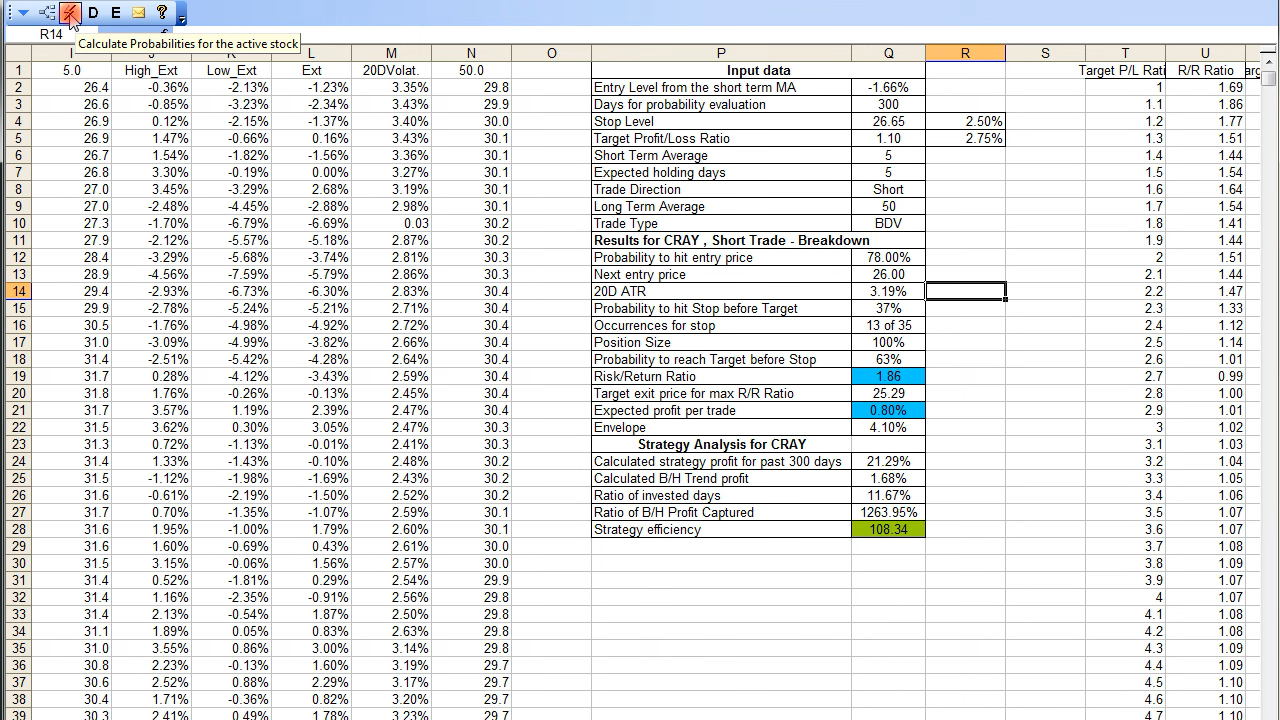 D E ?
R14
Calculate Probabilities for the active stock
L M N O P Q R S T U
1 5.0 High_Ext Low_Ext Ext 20DVolat. 50.0 Input data Target P/L Rati R/R Ratio
2 26.4 -0.36% -2.13% -1.23% 3.35% 29.8 Entry Level from the short term MA -1.66% 1 1.69
3 26.6 -0.85% -3.23% -2.34% 3.43% 29.9 Days for probability evaluation 300 1.1 1.86
4 26.9 0.12% -2.15% -1.37% 3.40% 30.0 Stop Level 26.65 2.50% 1.2 1.77
5 26.9 1.47% -0.66% 0.16% 3.43% 30.1 Target Profit/Loss Ratio 1.10 2.75% 1.3 1.51
6 26.7 1.54% -1.82% -1.56% 3.36% 30.1 Short Term Average 5 1.4 1.44
7 26.8 3.30% -0.19% 0.00% 3.27% 30.1 Expected holding days 5 1.5 1.54
8 27.0 3.45% -3.29% 2.68% 3.19% 30.1 Trade Direction Short 1.6 1.64
9 27.0 -2.48% -4.45% -2.88% 2.98% 30.1 Long Term Average 50 1.7 1.54
10 27.3 -1.70% -6.79% -6.69% 0.03 30.2 Trade Type BDV 1.8 1.41
11 27.9 -2.12% -5.57% -5.18% 2.87% 30.2 Results for CRAY , Short Trade - Breakdown 1.9 1.44
12 28.4 -3.29% -5.68% -3.74% 2.81% 30.3 Probability to hit entry price 78.00% 2 1.51
13 28.9 -4.56% -7.59% -5.79% 2.86% 30.3 Next entry price 26.00 2.1 1.44
14 29.4 -2.93% -6.73% -6.30% 2.83% 30.4 20D ATR 3.19% 2.2 1.47
15 29.9 -2.78% -5.24% -5.21% 2.71% 30.4 Probability to hit Stop before Target 37% 2.3 1.33
16 30.5 -1.76% -4.98% -4.92% 2.72% 30.4 Occurrences for stop 13 of 35 2.4 1.12
17 31.0 -3.09% -4.99% -3.82% 2.66% 30.4 Position Size 100% 2.5 1.14
18 31.4 -2.51% -5.42% -4.28% 2.64% 30.4 Probability to reach Target before Stop 63% 2.6 1.01
19 31.7 0.28% -4.12% -3.43% 2.59% 30.4 Risk/Return Ratio 1.86 2.7 0.99
20 31.8 1.76% -0.26% -0.13% 2.45% 30.4 Target exit price for max R/R Ratio 25.29 2.8 1.00
21 31.7 3.57% 1.19% 2.39% 2.47% 30.4 Expected profit per trade 0.80% 2.9 1.01
22 31.5 3.62% 0.30% 3.05% 2.47% 30.3 Envelope 4.10% 3 1.02
23 31.3 0.72% -1.13% -0.01% 2.41% 30.3 Strategy Analysis for CRAY 3.1 1.03
24 31.4 1.33% -1.43% -0.10% 2.48% 30.2 Calculated strategy profit for past 300 days 21.29% 3.2 1.04
25 31.5 -1.12% -1.98% -1.69% 2.43% 30.2 Calculated B/H Trend profit 1.68% 3.3 1.05
26 31.6 -0.61% -2.19% -1.50% 2.52% 30.2 Ratio of invested days 11.67% 3.4 1.06
27 31.7 0.70% -1.35% -1.07% 2.59% 30.1 Ratio of B/H Profit Captured 1263.95% 3.5 1.07
28 31.6 1.95% -1.00% 1.79% 2.60% 30.1 Strategy efficiency 108.34 3.6 1.07
29 31.6 1.60% -0.69% 0.43% 2.61% 30.0 3.7 1.08
30 31.5 3.15% -0.06% 1.56% 2.57% 30.0 3.8 1.09
31 31.4 0.52% -1.81% 0.29% 2.54% 29.9 3.9 1.07
32 31.4 1.16% -2.35% -0.91% 2.56% 29.8 4 1.07
33 31.4 2.13% -0.54% 1.87% 2.50% 29.8 4.1 1.08
34 31.1 1.89% 0.05% 0.83% 2.63% 29.8 4.2 1.08
35 31.0 3.55% 0.86% 3.00% 3.14% 29.8 4.3 1.09
36 30.8 2.23% -0.13% 1.60% 3.19% 29.7 4.4 1.09
37 30.6 2.52% 0.88% 2.29% 3.17% 29.7 4.5 1.10
38 30.4 1.71% -0.36% 0.82% 3.20% 29.7 4.6 1.10
39 30.3 2.41% 0.49% 1.78% 3.23% 29.7 4.7 1.10